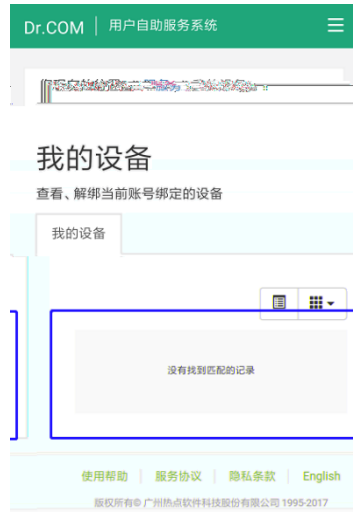 Dr.COM | 用户自助服务系统
我的设备
查看、解绑当前账号绑定的设备
我的设备
没有找到匹配的记录
使用帮助 | 服务协议 | 隐私条款 | English
版权所有© 广州热点软件科技股份有限公司 1995-2017